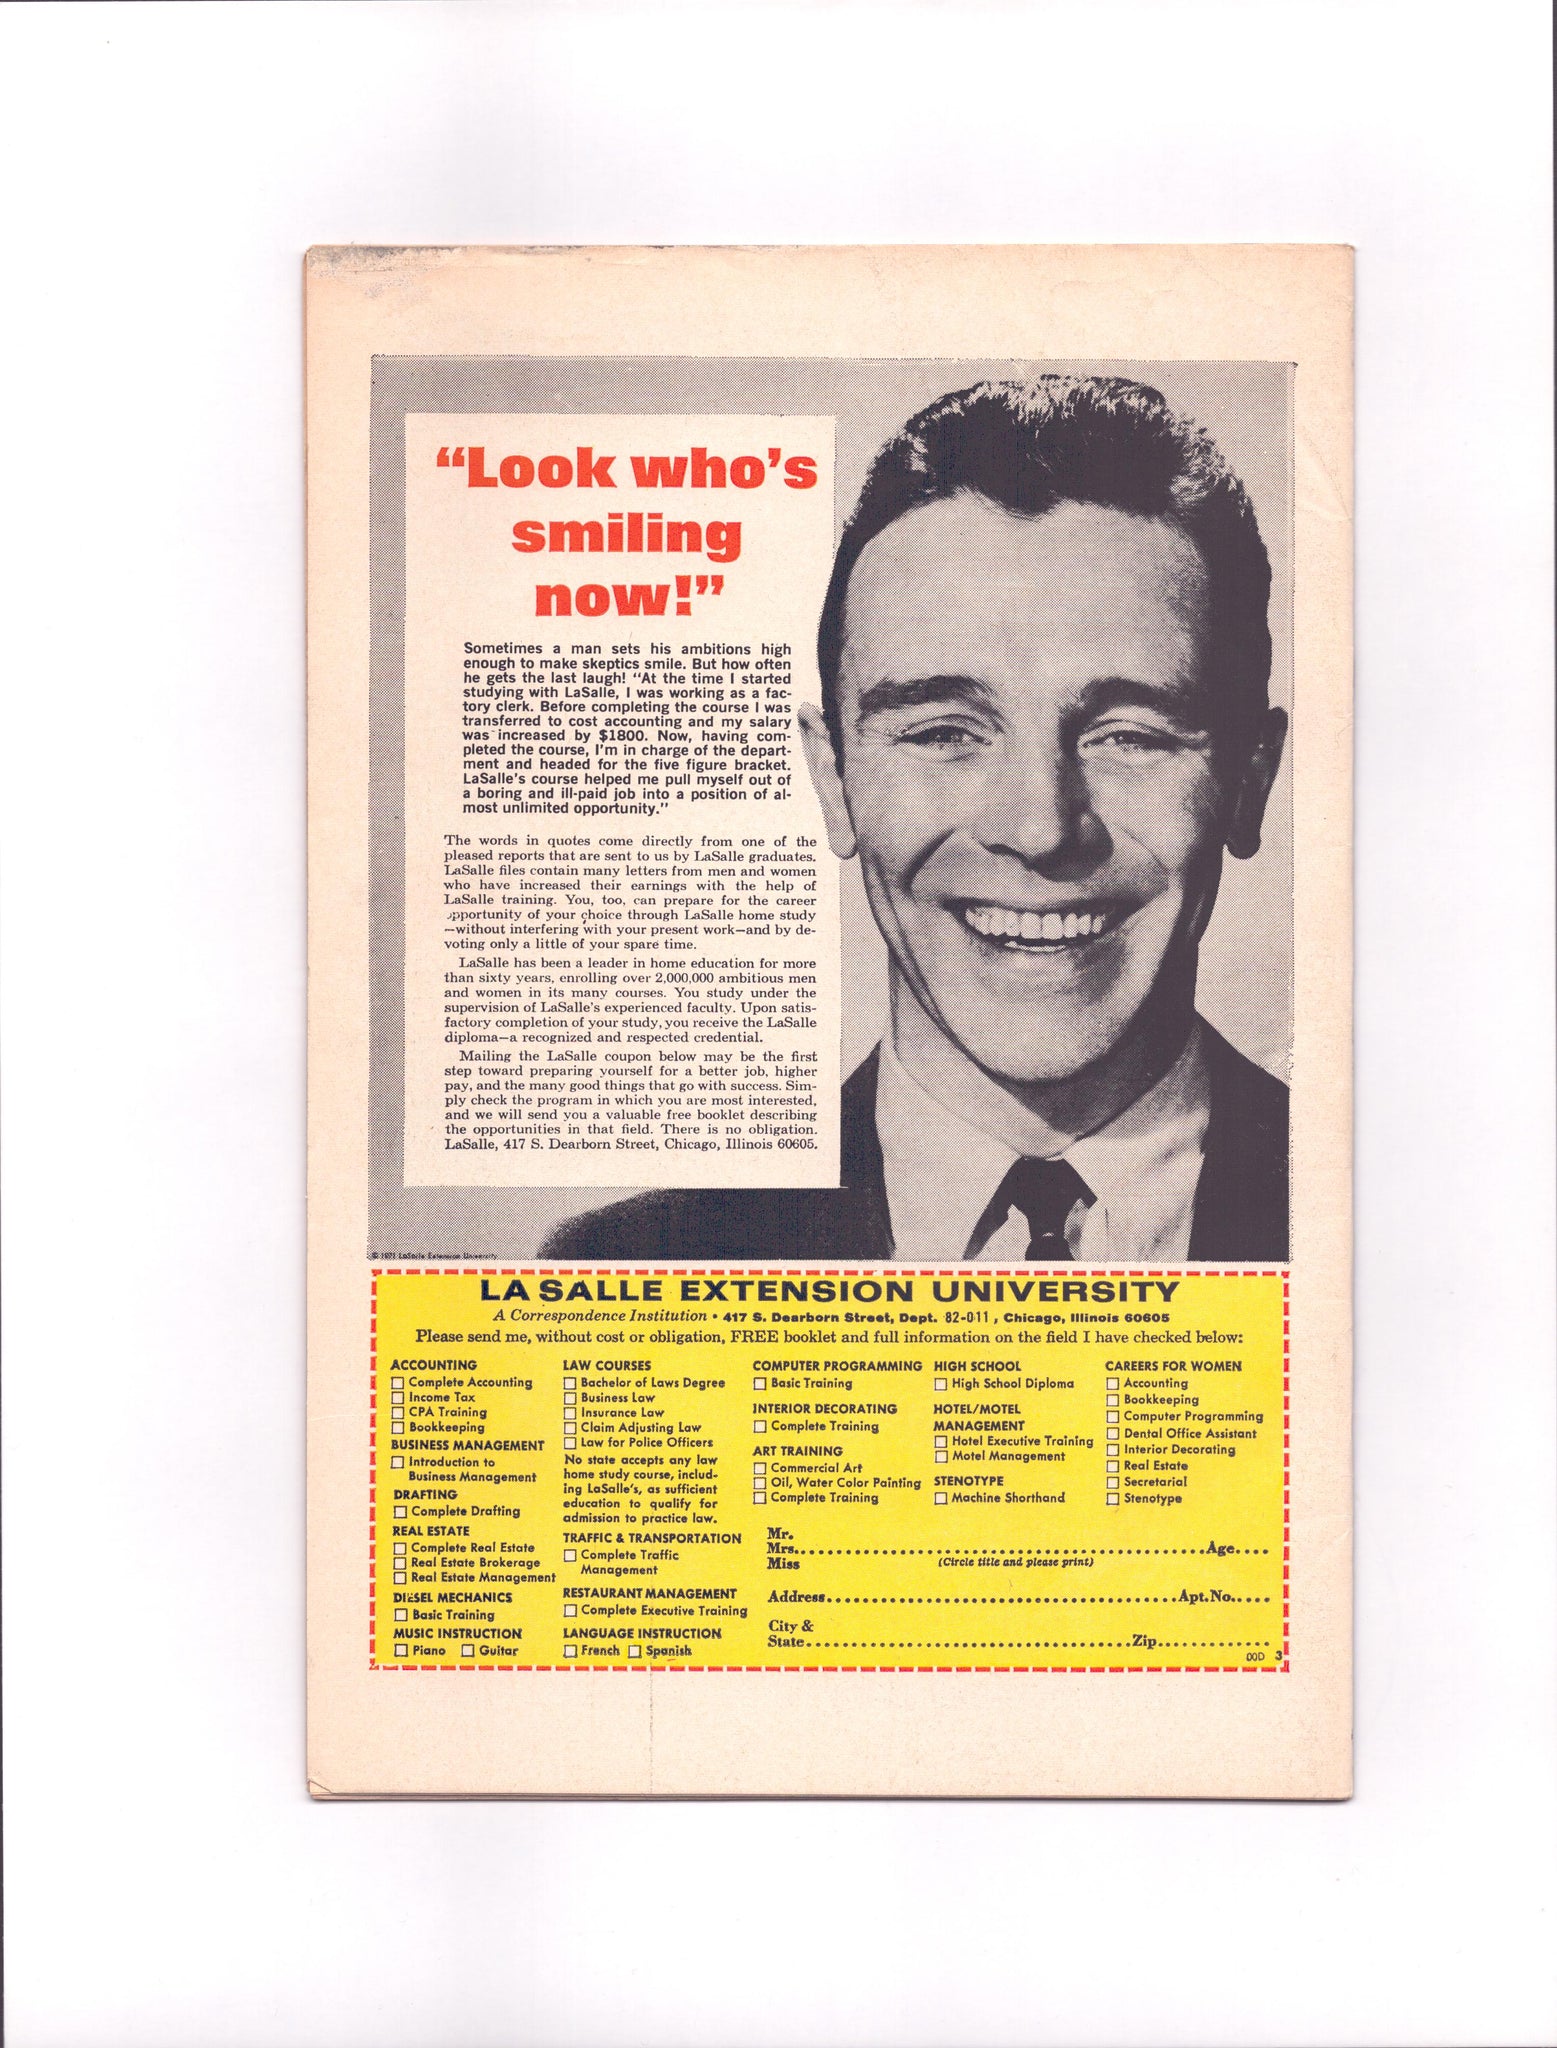 “Look who's
smiling
now!”
Sometimes a man sets his ambitions high
enough to make skeptics smile. But how often
he gets the last laugh! “At the time I started
studying with LaSalle, I was working as a fac-
tory clerk. Before completing the course I was
transferred to cost accounting and my salary
was increased by $1800. Now, having com-
pleted the course, I'm in charge of the depart-
ment and headed for the five figure bracket.
LaSalle's course helped me pull myself out of
a boring and ill-paid job into a position of al-
most unlimited opportunity.”
The words in quotes come directly from one of the
pleased reports that are sent to us by LaSalle graduates.
LaSalle files contain many letters from men and women
who have increased their earnings with the help of
LaSalle training. You, too, can prepare for the career
opportunity of your choice through LaSalle home study
—without interfering with your present work—and by de-
voting only a little of your spare time.
LaSalle has been a leader in home education for more
than sixty years, enrolling over 2,000,000 ambitious men
and women in its many courses. You study under the
supervision of LaSalle's experienced faculty. Upon satis-
factory completion of your study, you receive the LaSalle
diploma—a recognized and respected credential.
Mailing the LaSalle coupon below may be the first
step toward preparing yourself for a better job, higher
pay, and the many good things that go with success. Sim-
ply check the program in which you are most interested,
and we will send you a valuable free booklet describing
the opportunities in that field. There is no obligation.
LaSalle, 417 S. Dearborn Street, Chicago, Illinois 60605.
© 1971 LaSalle Extension University
LA SALLE EXTENSION UNIVERSITY
A Correspondence Institution • 417 S. Dearborn Street, Dept. 82-011, Chicago, Illinois 60605
Please send me, without cost or obligation, FREE booklet and full information on the field I have checked below:
ACCOUNTING
Complete Accounting
Income Tax
CPA Training
Bookkeeping
BUSINESS MANAGEMENT
Introduction to
Business Management
DRAFTING
Complete Drafting
REAL ESTATE
Complete Real Estate
Real Estate Brokerage
Real Estate Management
DIESEL MECHANICS
Basic Training
MUSIC INSTRUCTION
Piano Guitar
LAW COURSES
Bachelor of Laws Degree
Business Law
Insurance Law
Claim Adjusting Law
Law for Police Officers
No state accepts any law
home study course, includ-
ing LaSalle's, as sufficient
education to qualify for
admission to practice law.
TRAFFIC & TRANSPORTATION
Complete Traffic
Management
RESTAURANT MANAGEMENT
Complete Executive Training
LANGUAGE INSTRUCTION
French Spanish
COMPUTER PROGRAMMING
Basic Training
INTERIOR DECORATING
Complete Training
ART TRAINING
Commercial Art
Oil, Water Color Painting
Complete Training
HIGH SCHOOL
High School Diploma
HOTEL/MOTEL
MANAGEMENT
Hotel Executive Training
Motel Management
STENOTYPE
Machine Shorthand
CAREERS FOR WOMEN
Accounting
Bookkeeping
Computer Programming
Dental Office Assistant
Interior Decorating
Real Estate
Secretarial
Stenotype
Mr.
Mrs. Age
Miss (Circle title and please print)
Address Apt. No.
City &
State Zip
00D 3